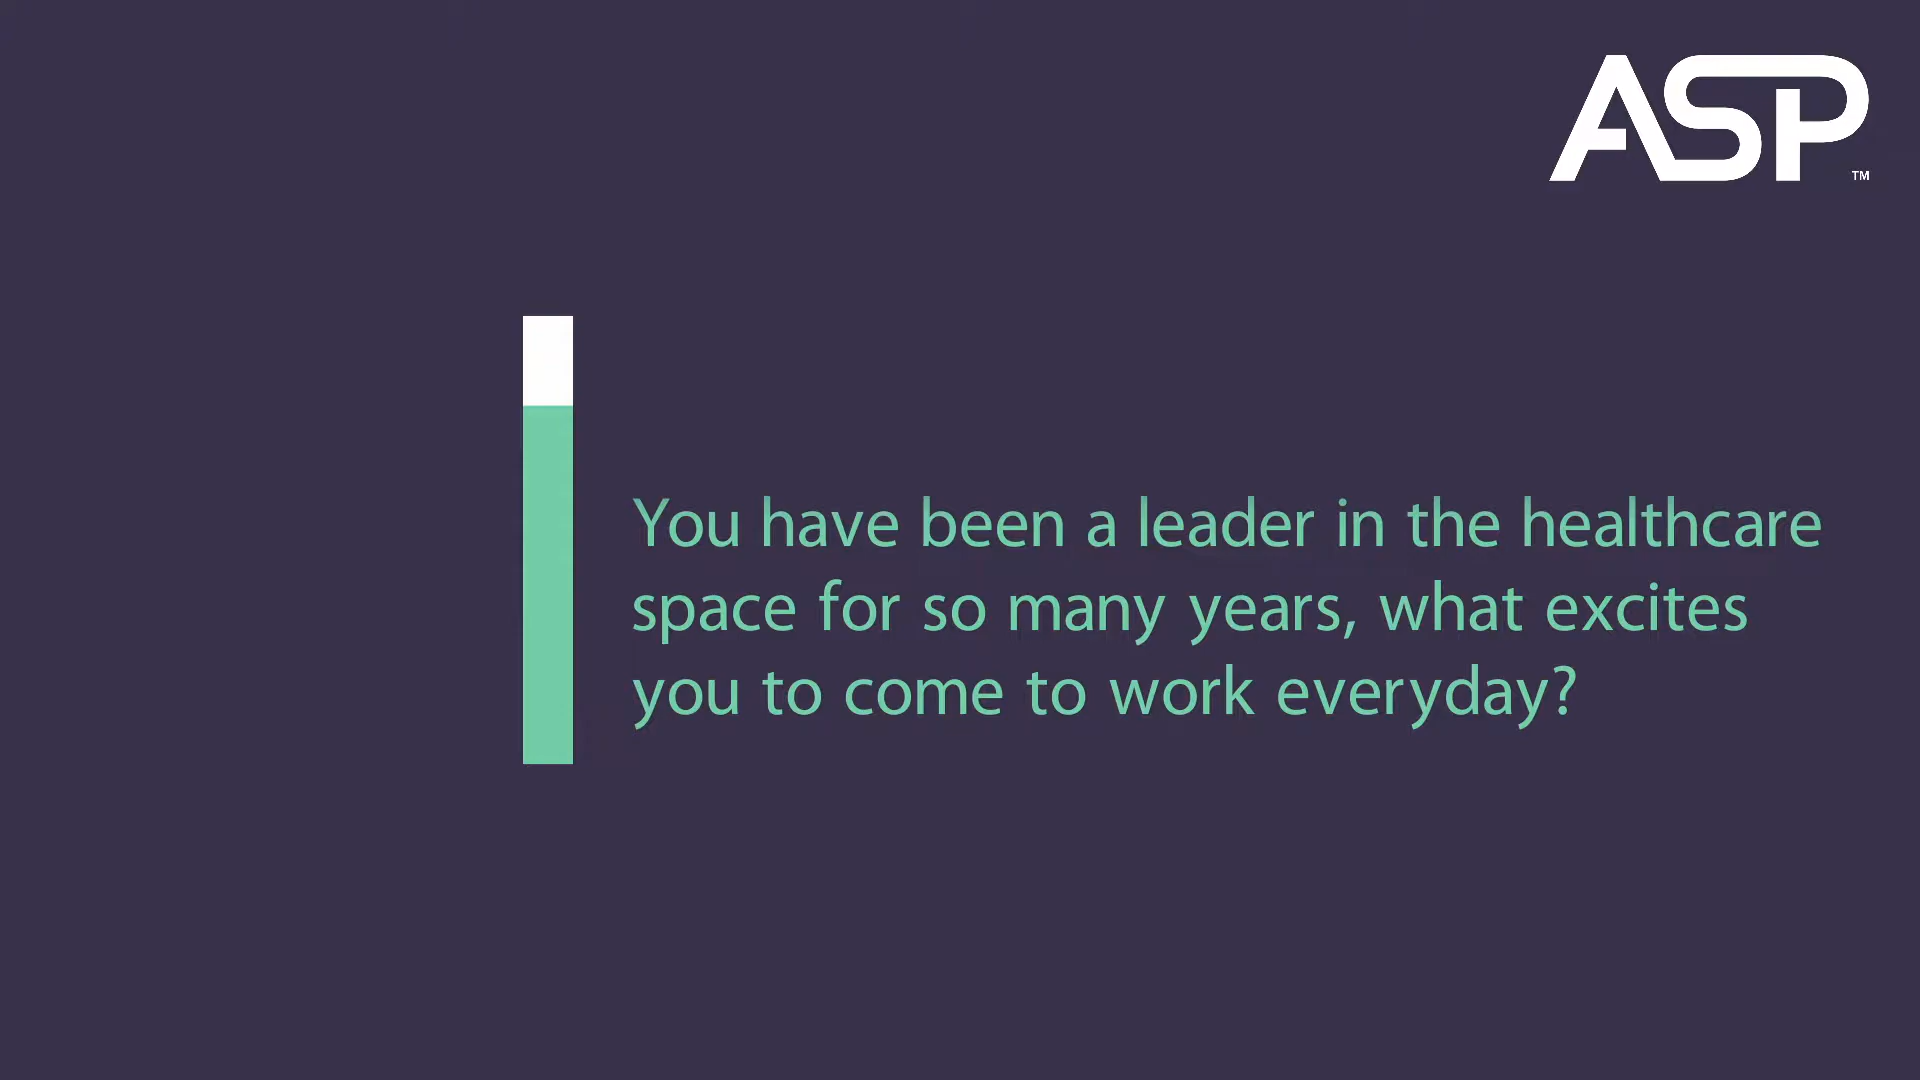 ASP
TM
You have been a leader in the healthcare
space for so many years, what excites
you to come to work everyday?